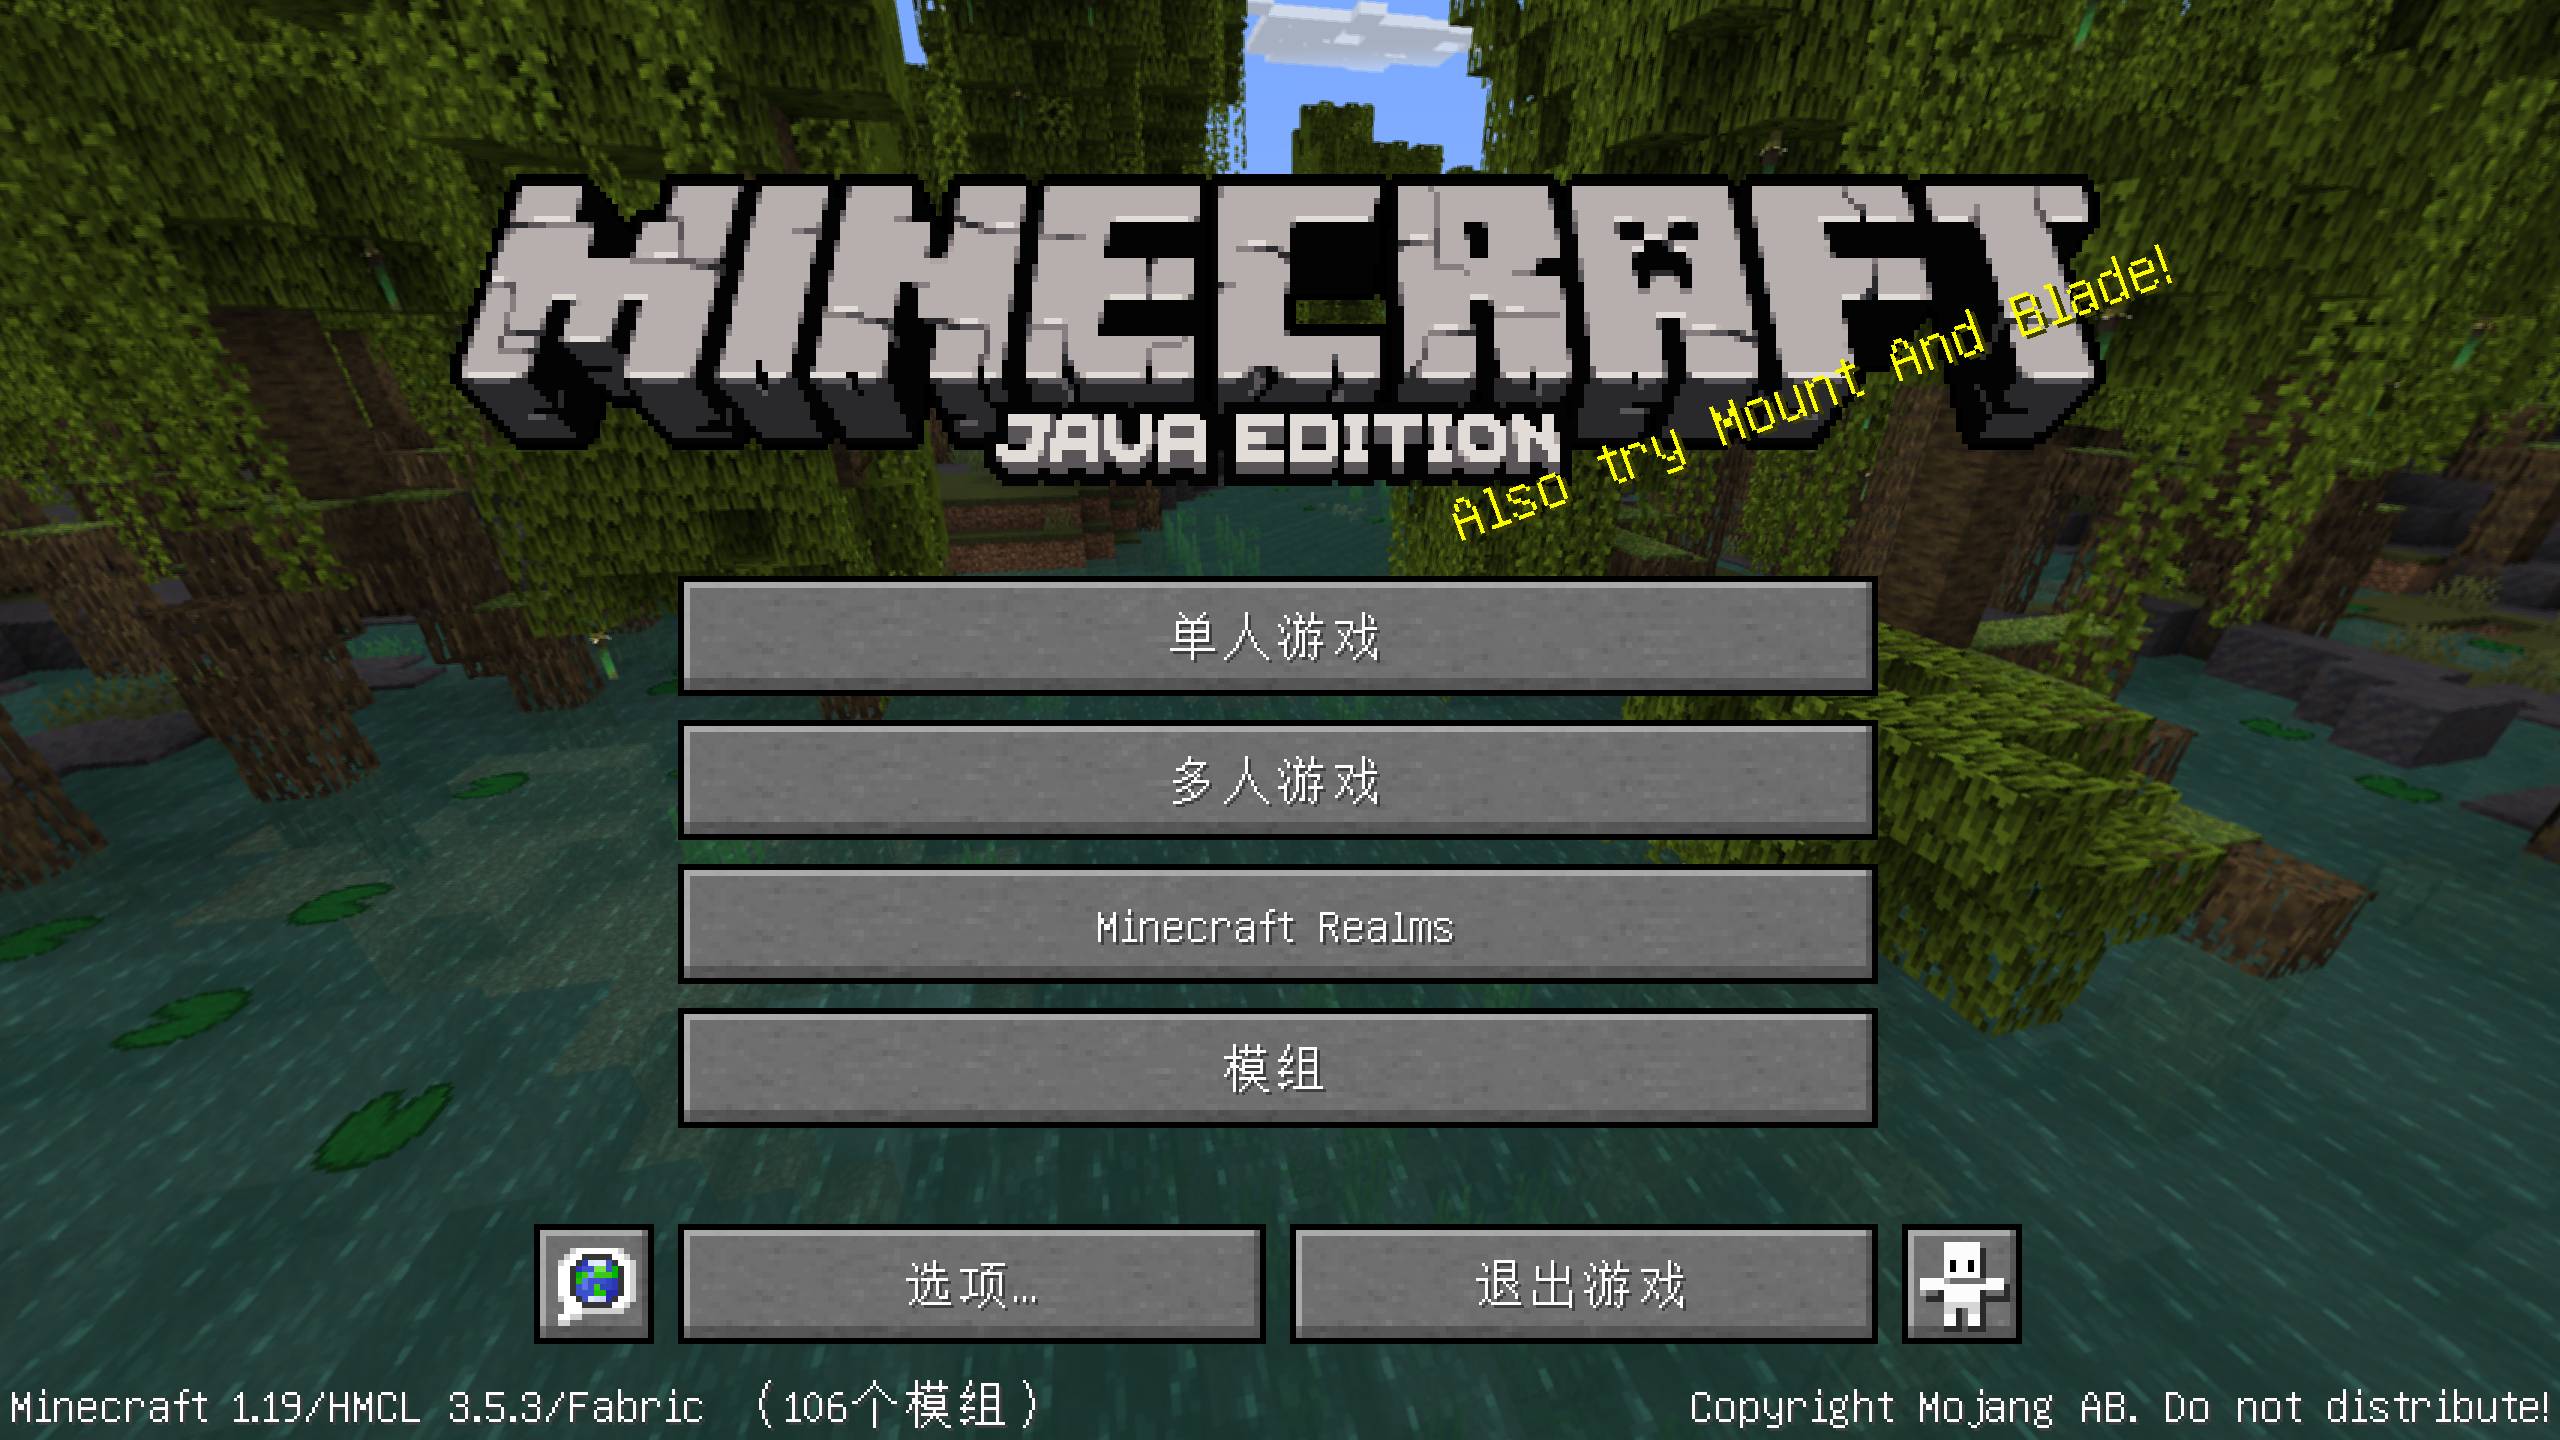 MINECRAFT
JAVA EDITION
Also try Mount And Blade!
单人游戏
多人游戏
Minecraft Realms
模组
选项…
退出游戏
Minecraft 1.19/HMCL 3.5.3/Fabric （106个模组）
Copyright Mojang AB. Do not distribute!